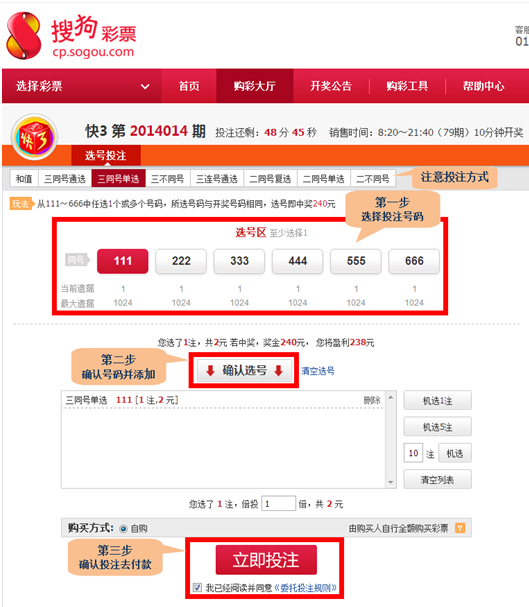 搜狗彩票
客服
cp.sogou.com
01
选择彩票 首页 购彩大厅 开奖公告 购彩工具 帮助中心
快3
快3 第 2014014 期 投注还剩：48 分 45 秒 销售时间：8:20～21:40（79期）10分钟开奖
选号投注
和值 三同号通选 三同号单选 三不同号 三连号通选 二同号复选 二同号单选 二不同号
注意投注方式
玩法 从111～666中任选1个或多个号码，所选号码与开奖号码相同，选号即中奖240元
第一步
选择投注号码
选号区 至少选择1
同号 111 222 333 444 555 666
当前遗漏 1 1 1 1 1 1
最大遗漏 1024 1024 1024 1024 1024 1024
您选了1注，共2元 若中奖，奖金240元， 您将盈利238元
第二步
确认号码并添加
确认选号 清空选号
三同号单选 111 [1 注,2 元] 删除
机选1注
机选5注
10 注 机选
清空列表
您选了 1 注，倍投 1 倍，共 2 元
购买方式： 自购 由购买人自行全额购买彩票 ?
第三步
确认投注去付款
立即投注
我已经阅读并同意《委托投注规则》